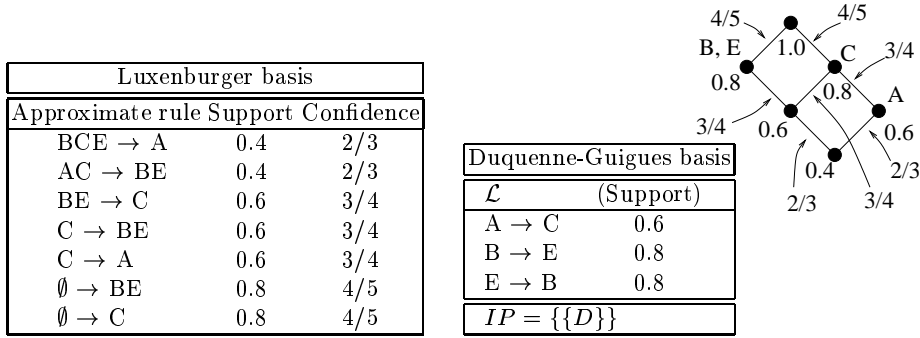 Luxenburger basis
Approximate rule Support Confidence
BCE → A 0.4 2/3
AC → BE 0.4 2/3
BE → C 0.6 3/4
C → BE 0.6 3/4
C → A 0.6 3/4
∅ → BE 0.8 4/5
∅ → C 0.8 4/5
Duquenne-Guigues basis
ℒ (Support)
A → C 0.6
B → E 0.8
E → B 0.8
IP = {{D}}
4/5 4/5
B, E 1.0 C 3/4
0.8 0.8 A
3/4 0.6 0.6
0.4 2/3
2/3 3/4